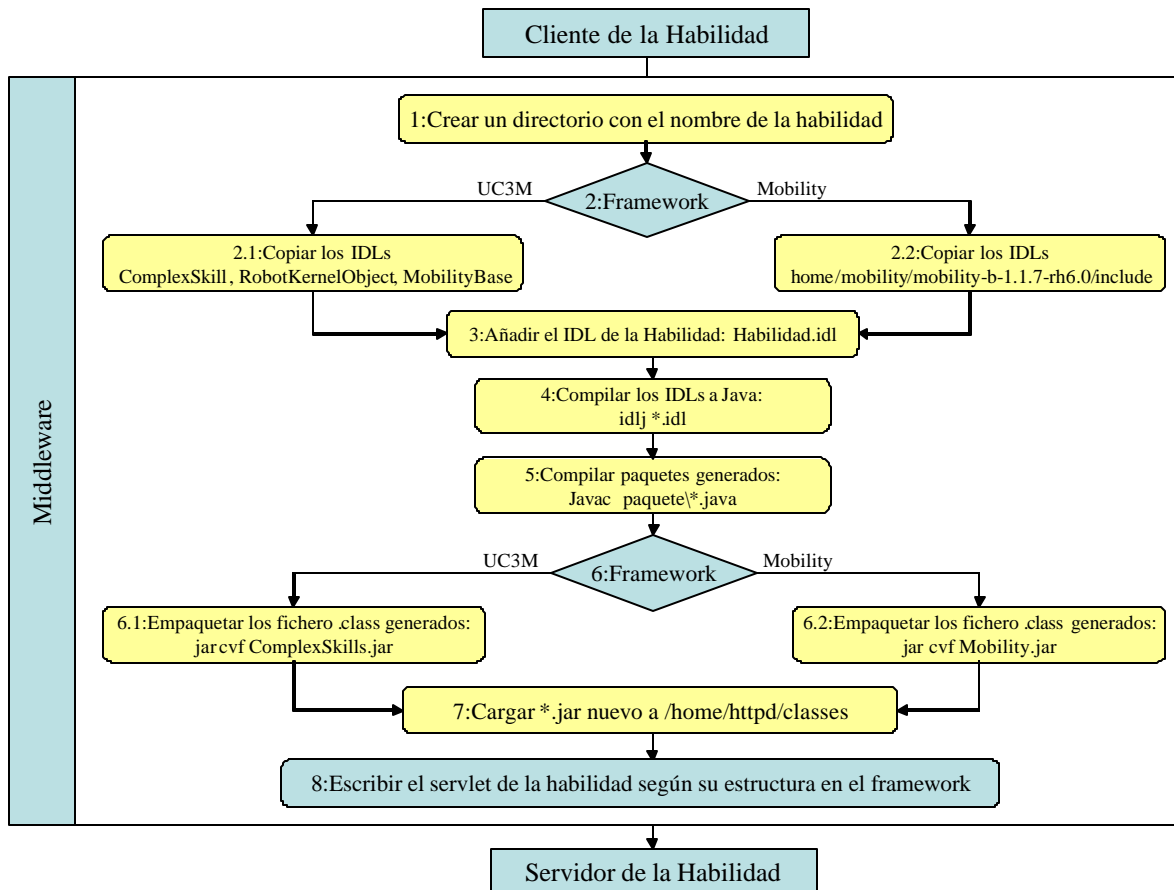 Cliente de la Habilidad
Middleware
1:Crear un directorio con el nombre de la habilidad
UC3M
Mobility
2:Framework
2.1:Copiar los IDLs
ComplexSkill, RobotKernelObject, MobilityBase
2.2:Copiar los IDLs
home/mobility/mobility-b-1.1.7-rh6.0/include
3:Añadir el IDL de la Habilidad: Habilidad.idl
4:Compilar los IDLs a Java:
idlj *.idl
5:Compilar paquetes generados:
Javac paquete\*.java
UC3M
Mobility
6:Framework
6.1:Empaquetar los fichero .class generados:
jar cvf ComplexSkills.jar
6.2:Empaquetar los fichero .class generados:
jar cvf Mobility.jar
7:Cargar *.jar nuevo a /home/httpd/classes
8:Escribir el servlet de la habilidad según su estructura en el framework
Servidor de la Habilidad